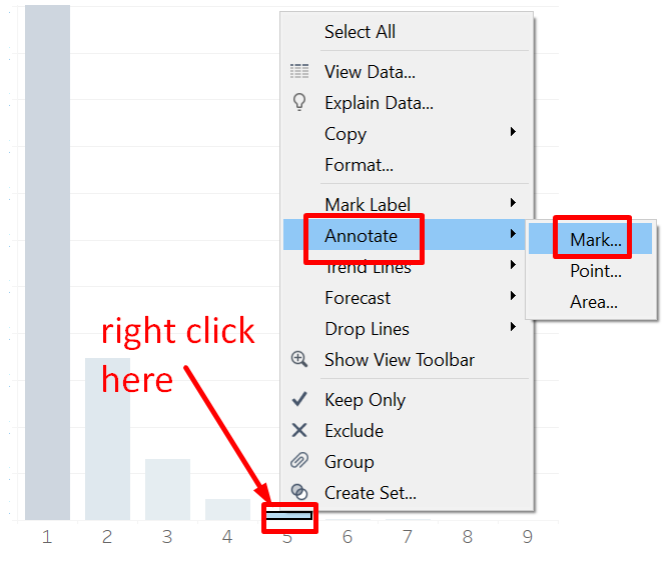 Select All
View Data...
Explain Data...
Copy
Format...
Mark Label
Annotate
Mark...
Trend Lines
Point...
Forecast
Area...
Drop Lines
Show View Toolbar
Keep Only
Exclude
Group
Create Set...
right click
here
1 2 3 4 5 6 7 8 9